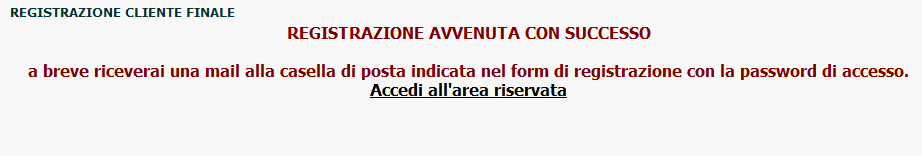 REGISTRAZIONE CLIENTE FINALE
REGISTRAZIONE AVVENUTA CON SUCCESSO
a breve riceverai una mail alla casella di posta indicata nel form di registrazione con la password di accesso.
Accedi all'area riservata